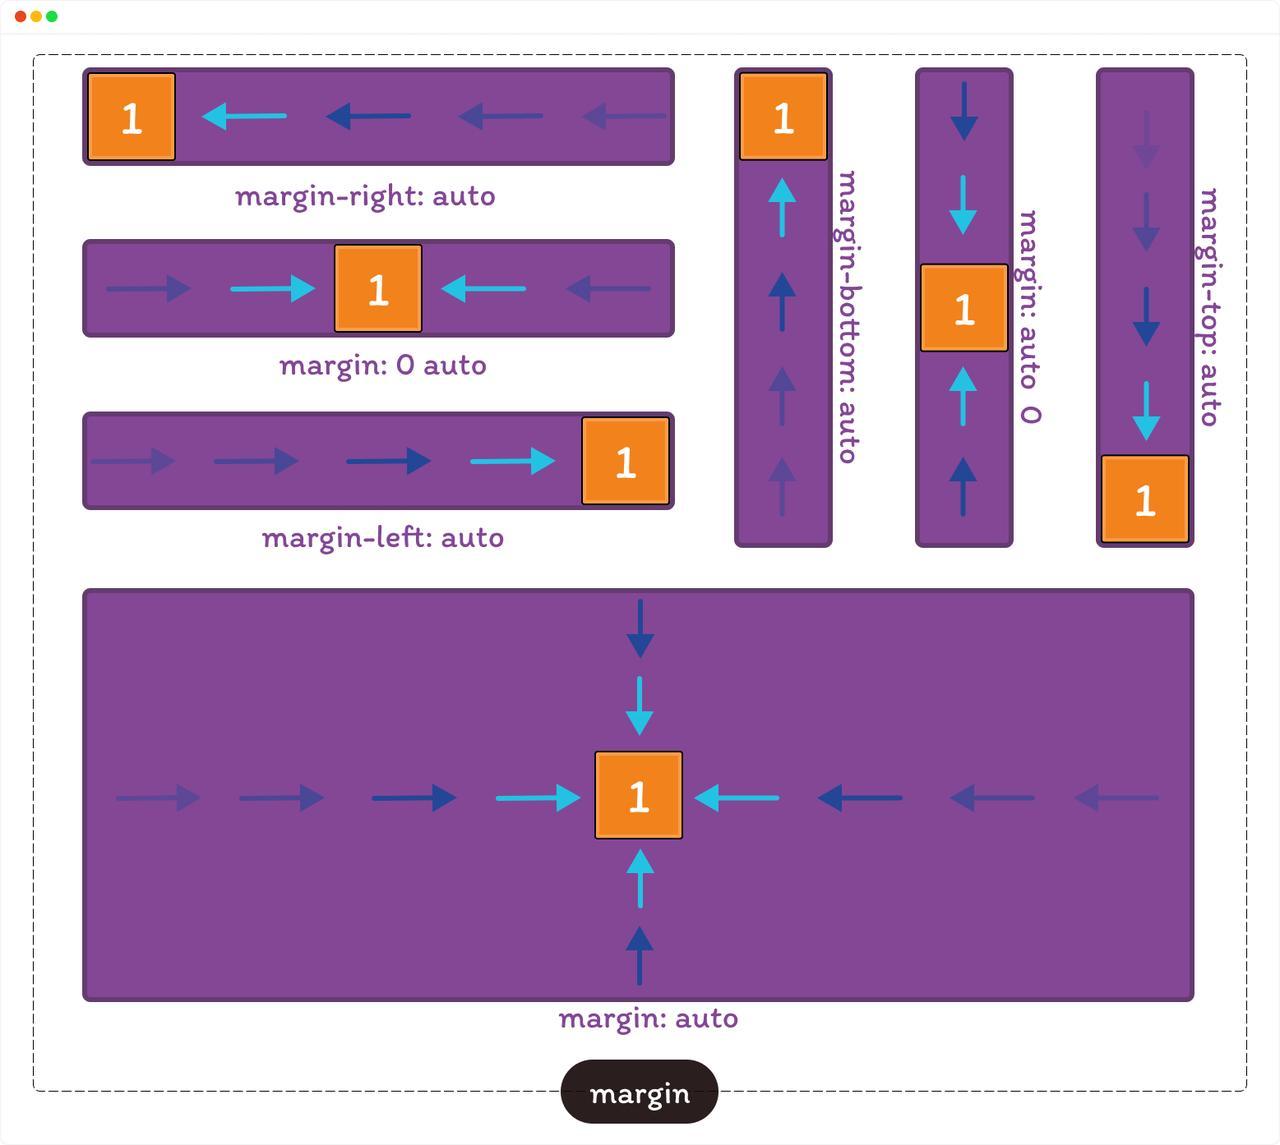 1
margin-right: auto
1
margin: 0 auto
1
margin-left: auto
1
margin-bottom: auto
1
margin: auto 0
1
margin-top: auto
1
margin: auto
margin